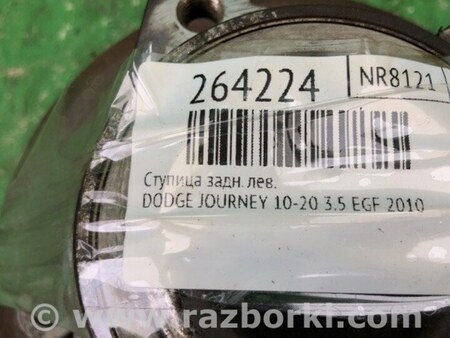 264224
NR8121
Ступица задн. лев.
DODGE JOURNEY 10-20 3.5 EGF 2010
www.razborki.com